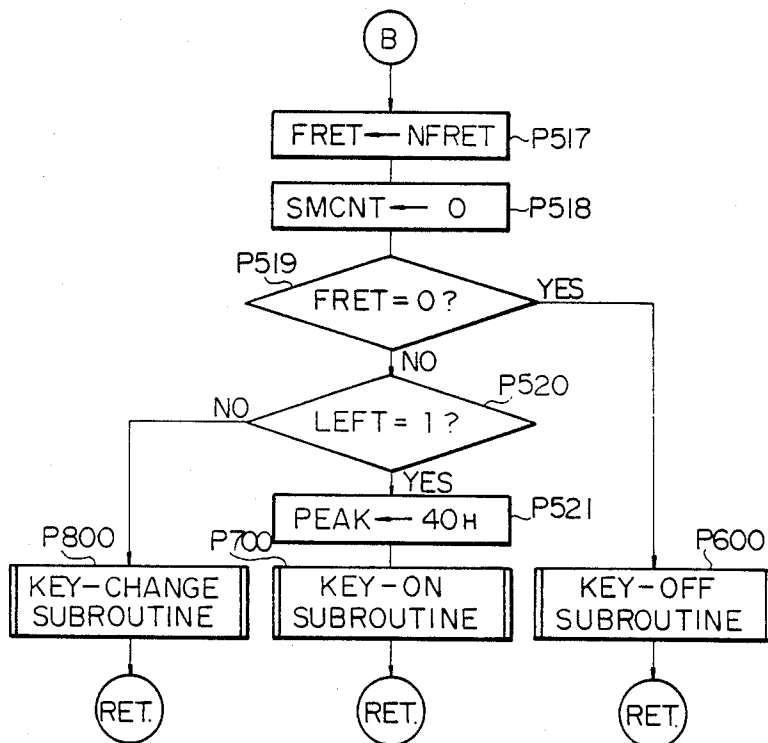 B
FRET ← NFRET
P517
SMCNT ← 0
P518
P519
FRET = 0 ?
YES
NO
P520
NO
LEFT = 1 ?
YES
PEAK ← 40H
P521
P800
P700
P600
KEY-CHANGE
SUBROUTINE
KEY-ON
SUBROUTINE
KEY-OFF
SUBROUTINE
RET.
RET.
RET.